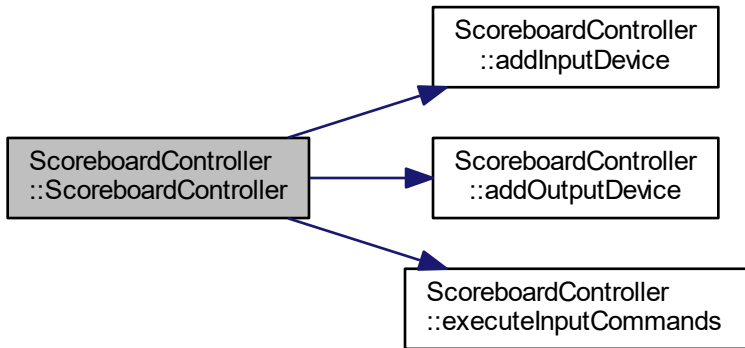 ScoreboardController
::addInputDevice
ScoreboardController
::ScoreboardController
ScoreboardController
::addOutputDevice
ScoreboardController
::executeInputCommands